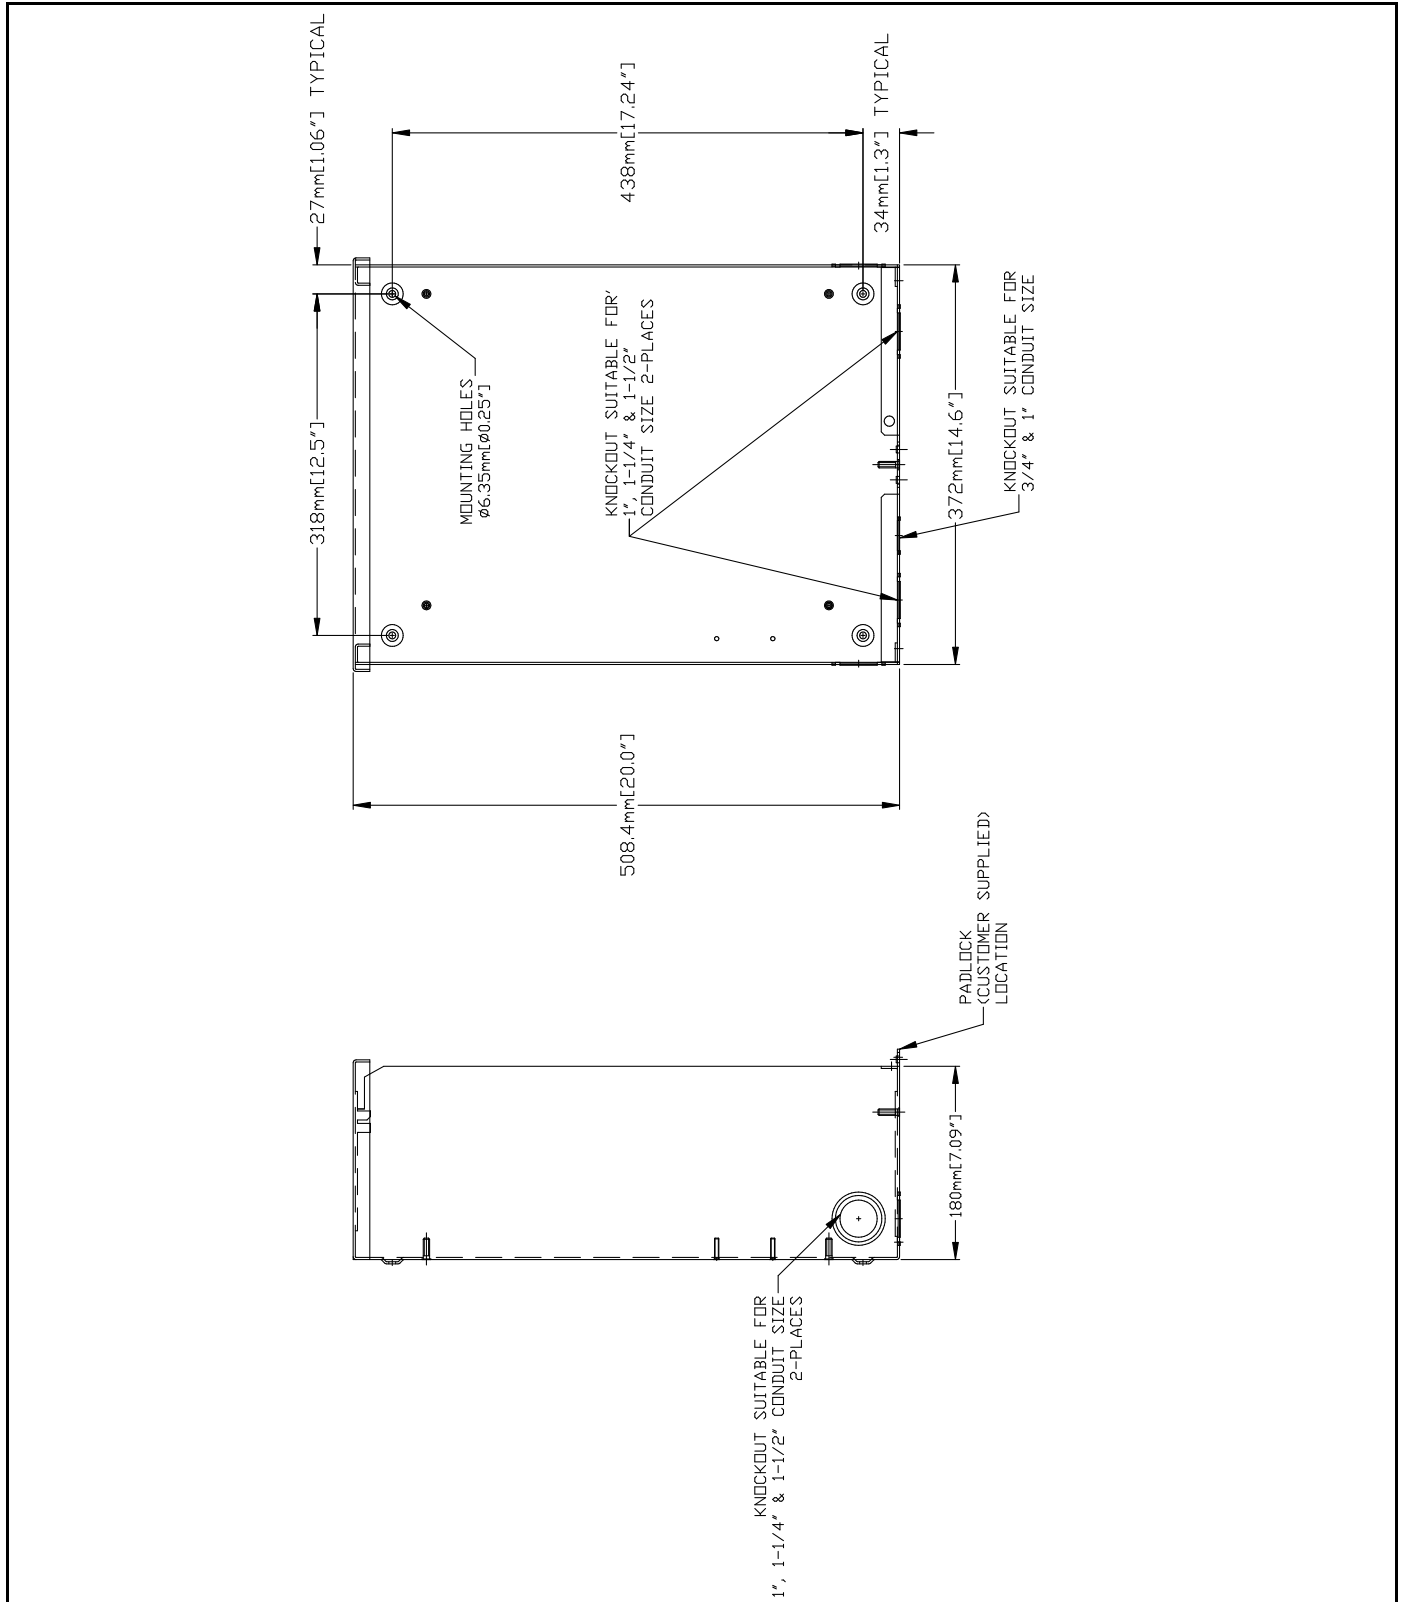 27mm[1.06"] TYPICAL
318mm[12.5"]
438mm[17.24"]
34mm[1.3"] TYPICAL
MOUNTING HOLES
ø6.35mm[ø0.25"]
KNOCKOUT SUITABLE FOR'
1", 1-1/4" & 1-1/2"
CONDUIT SIZE 2-PLACES
372mm[14.6"]
KNOCKOUT SUITABLE FOR
3/4" & 1" CONDUIT SIZE
508.4mm[20.0"]
PADLOCK
(CUSTOMER SUPPLIED)
LOCATION
180mm[7.09"]
KNOCKOUT SUITABLE FOR
1", 1-1/4" & 1-1/2" CONDUIT SIZE
2-PLACES